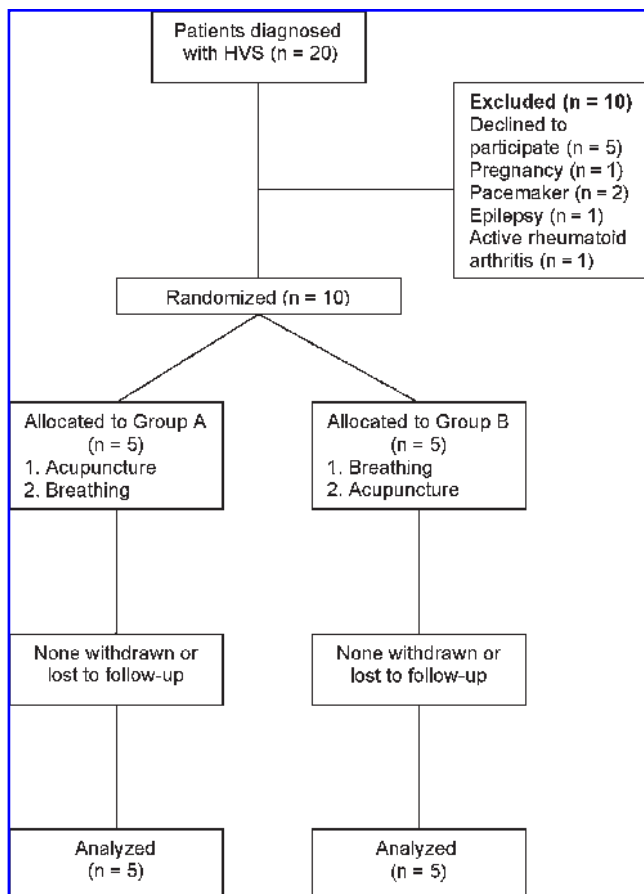 Patients diagnosed
with HVS (n = 20)
Excluded (n = 10)
Declined to
participate (n = 5)
Pregnancy (n = 1)
Pacemaker (n = 2)
Epilepsy (n = 1)
Active rheumatoid
arthritis (n = 1)
Randomized (n = 10)
Allocated to Group A
(n = 5)
1. Acupuncture
2. Breathing
Allocated to Group B
(n = 5)
1. Breathing
2. Acupuncture
None withdrawn or
lost to follow-up
None withdrawn or
lost to follow-up
Analyzed
(n = 5)
Analyzed
(n = 5)